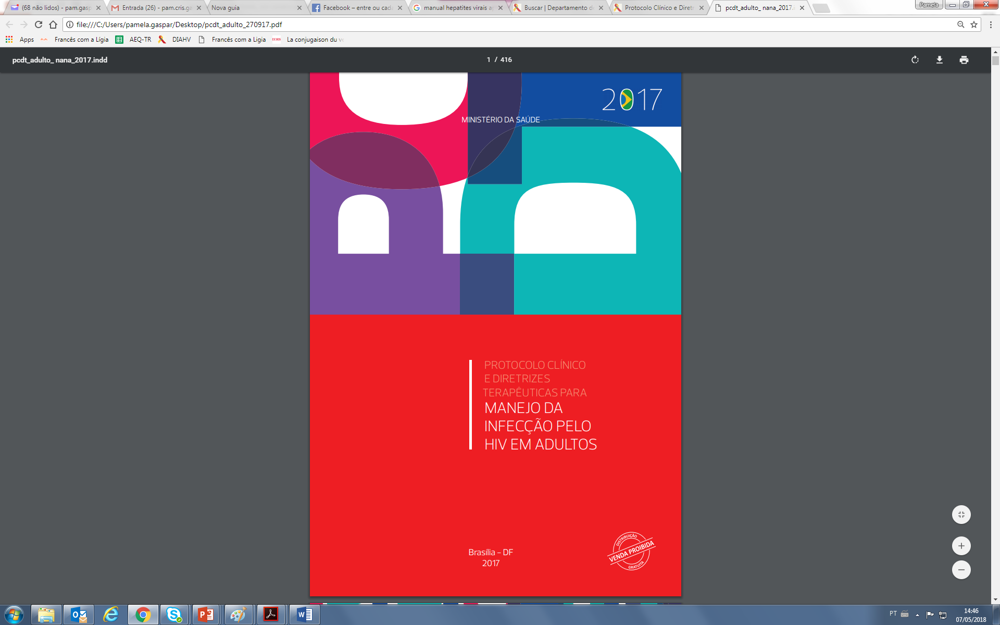 (68 não lidos) - pam.gasp
Entrada (26) - pam.cris.ga
Nova guia
Facebook – entre ou cada
manual hepatites virais a
Buscar | Departamento d
Protocolo Clínico e Diretr
pcdt_adulto_ nana_2017.i
Pamela
file:///C:/Users/pamela.gaspar/Desktop/pcdt_adulto_270917.pdf
Apps
Francês com a Lígia
AEQ-TR
DIAHV
Francês com a Ligia
La conjugaison du ve
pcdt_adulto_ nana_2017.indd
1 / 416
2017
MINISTÉRIO DA SAÚDE
PROTOCOLO CLÍNICO
E DIRETRIZES
TERAPÊUTICAS PARA
MANEJO DA
INFECÇÃO PELO
HIV EM ADULTOS
DISTRIBUIÇÃO
VENDA PROIBIDA
GRATUITA
Brasília - DF
2017
PT
14:46
07/05/2018